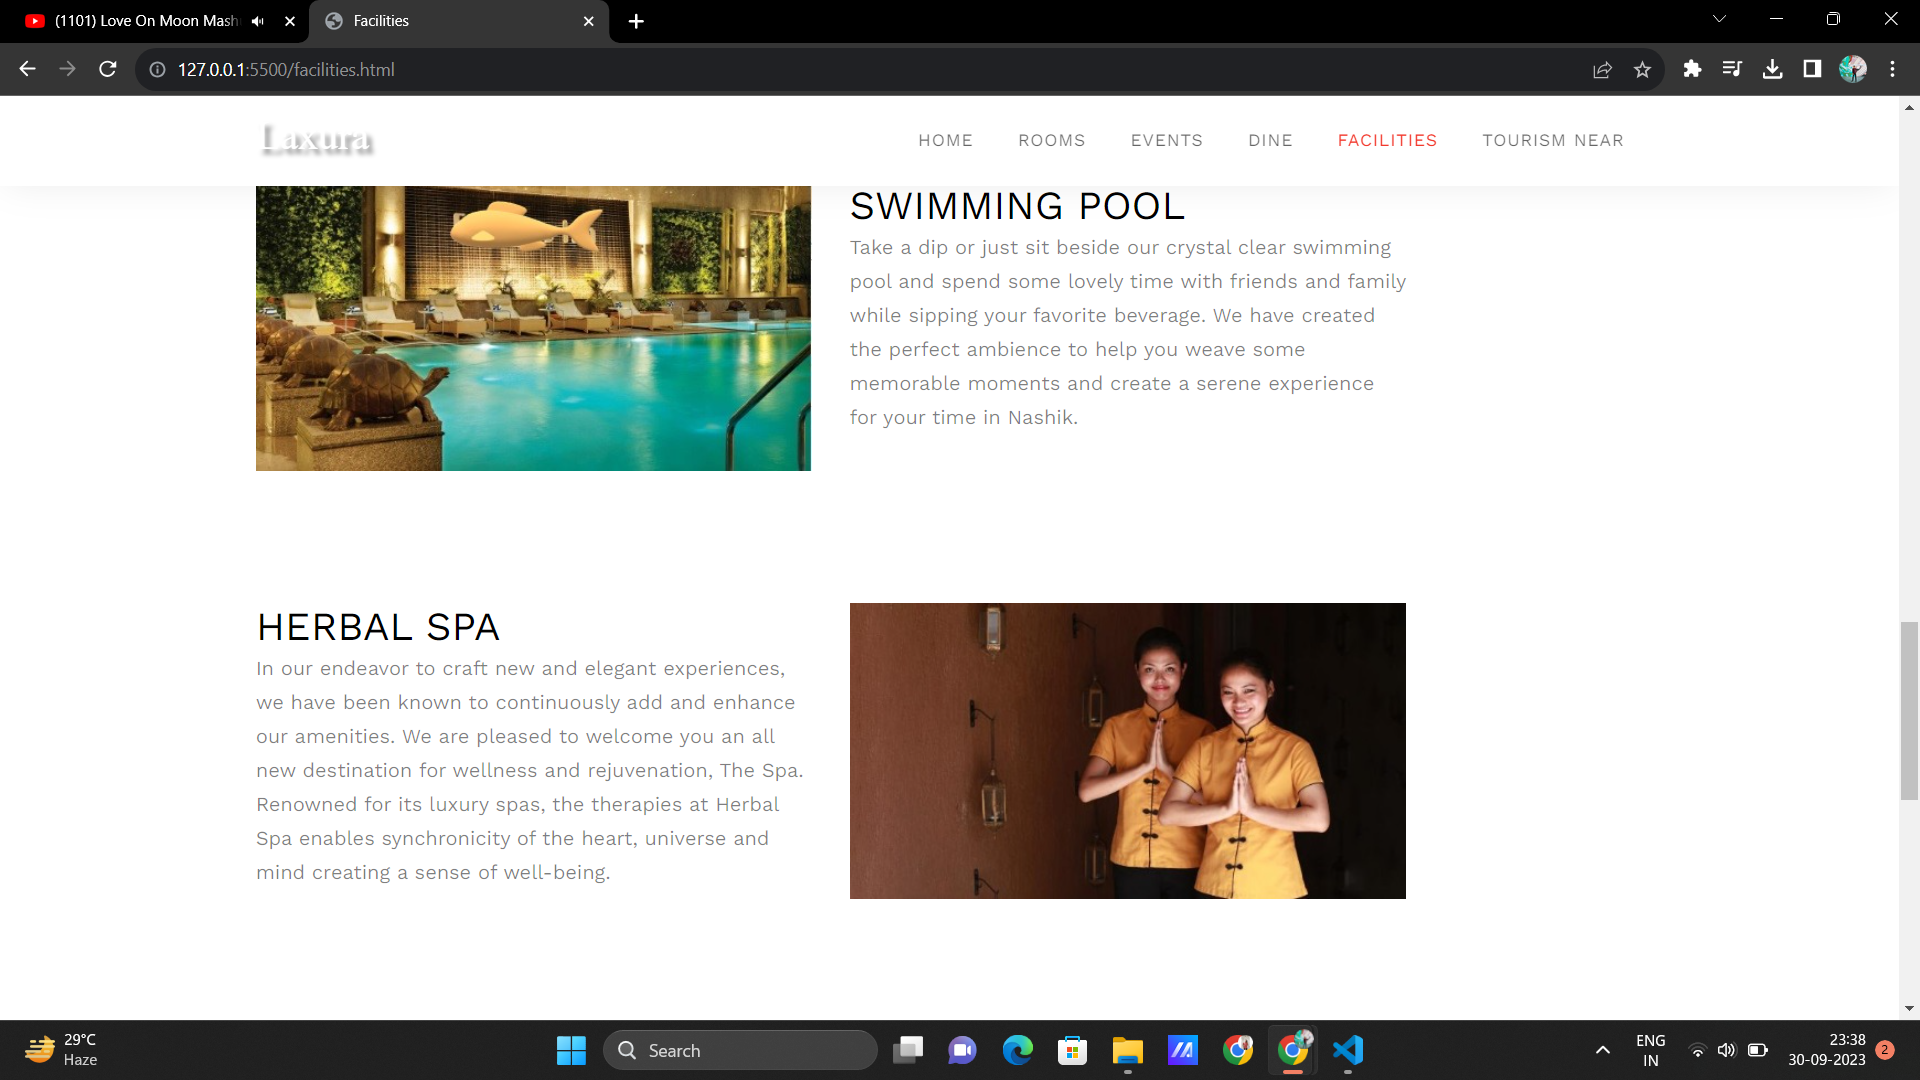 (1101) Love On Moon Mash
Facilities
127.0.0.1:5500/facilities.html
Laxura
HOME
ROOMS
EVENTS
DINE
FACILITIES
TOURISM NEAR
SWIMMING POOL
Take a dip or just sit beside our crystal clear swimming
pool and spend some lovely time with friends and family
while sipping your favorite beverage. We have created
the perfect ambience to help you weave some
memorable moments and create a serene experience
for your time in Nashik.
HERBAL SPA
In our endeavor to craft new and elegant experiences,
we have been known to continuously add and enhance
our amenities. We are pleased to welcome you an all
new destination for wellness and rejuvenation, The Spa.
Renowned for its luxury spas, the therapies at Herbal
Spa enables synchronicity of the heart, universe and
mind creating a sense of well-being.
29°C
Haze
Search
ENG
IN
23:38
30-09-2023
2